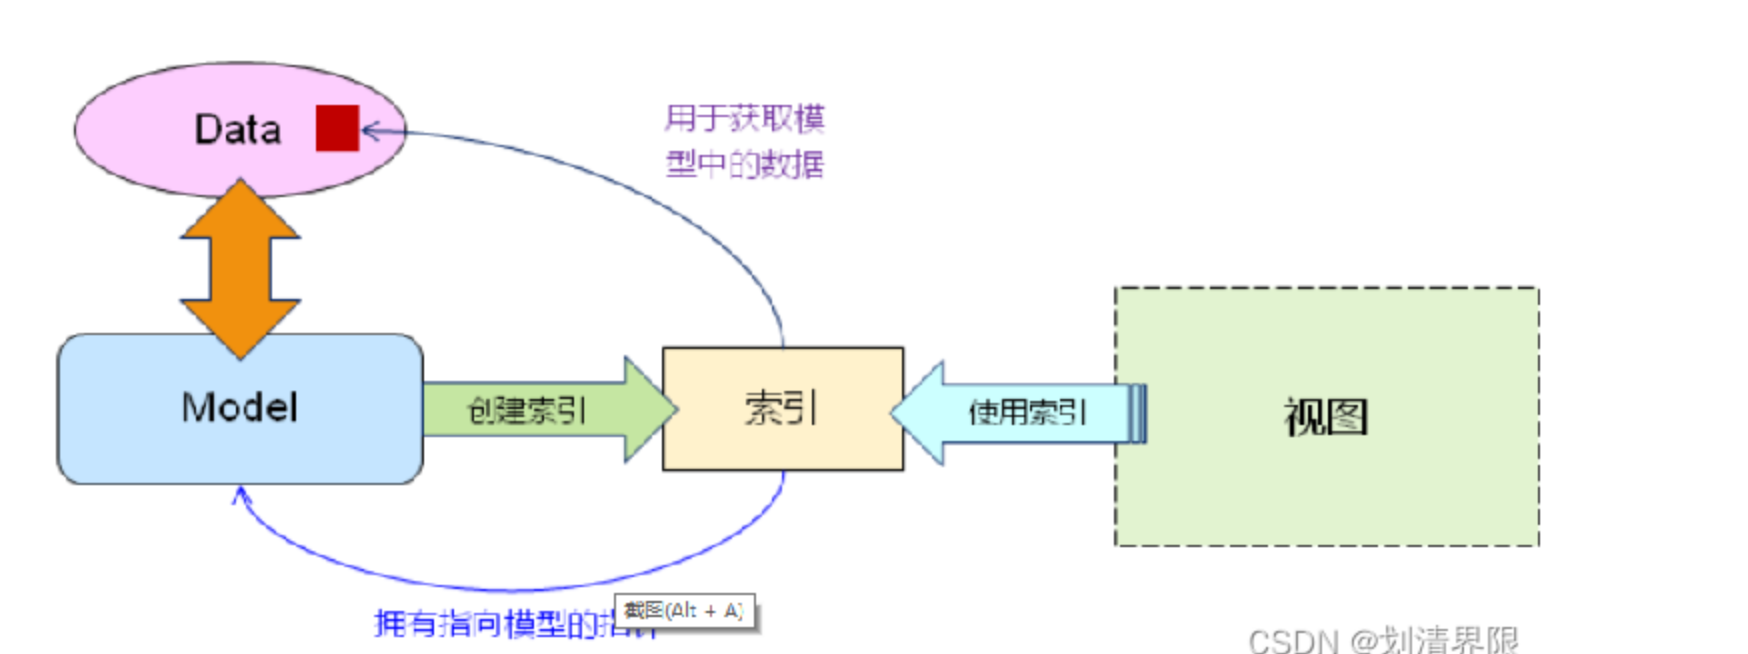 Data
用于获取模
型中的数据
Model
创建索引
索引
使用索引
视图
拥有指向模型的
截图(Alt + A)
CSDN @划清界限